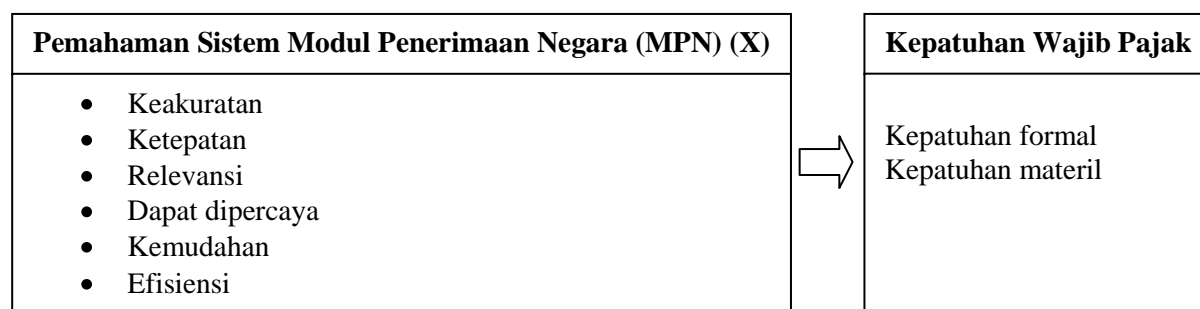 Pemahaman Sistem Modul Penerimaan Negara (MPN) (X)
• Keakuratan
• Ketepatan
• Relevansi
• Dapat dipercaya
• Kemudahan
• Efisiensi
Kepatuhan Wajib Pajak
Kepatuhan formal
Kepatuhan materil